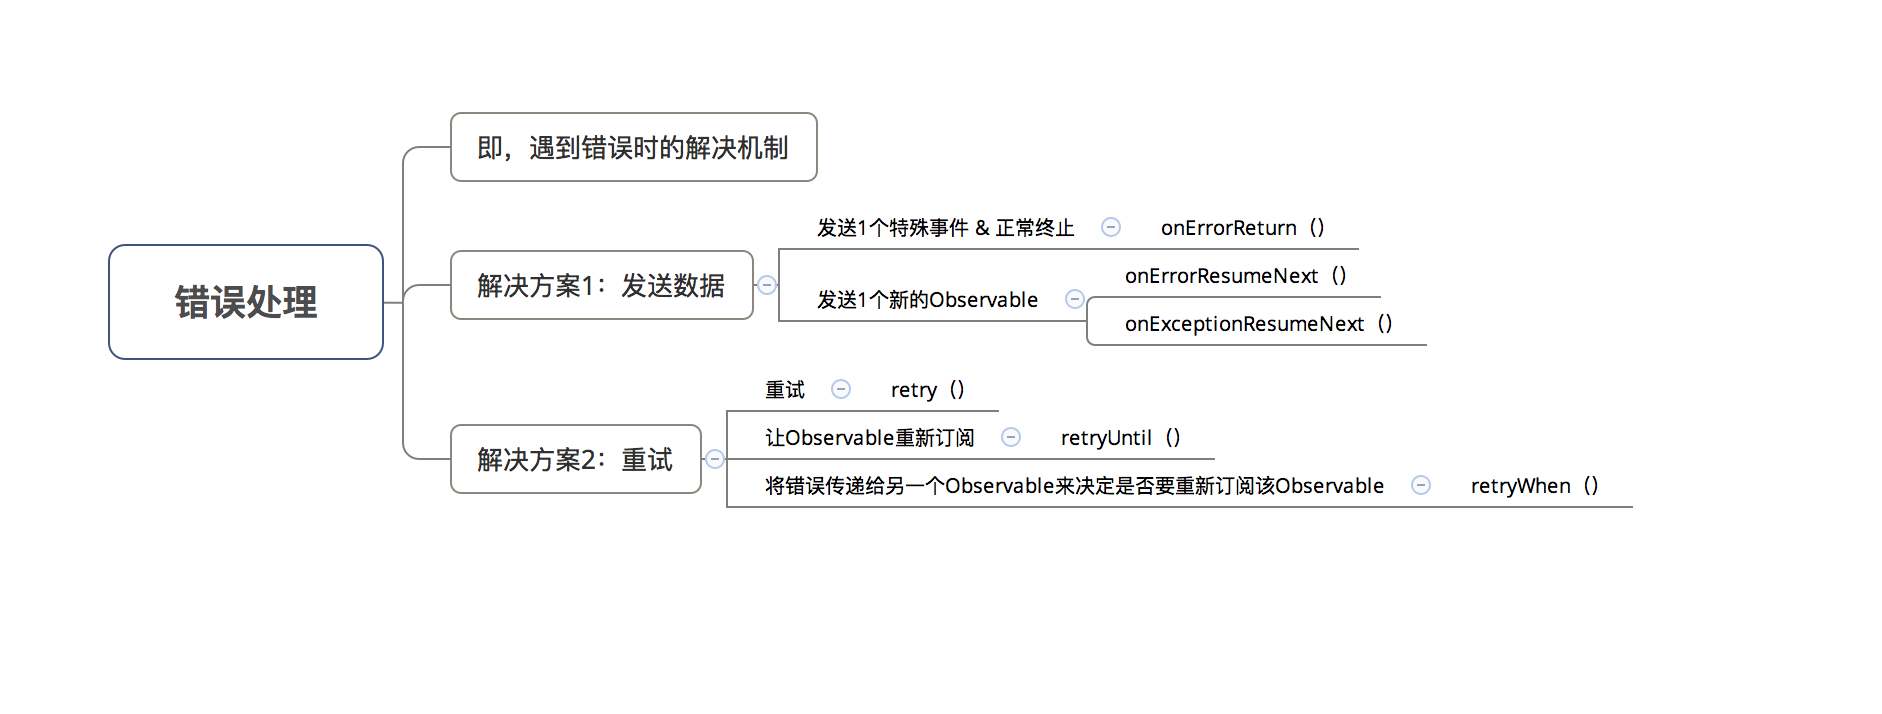 错误处理
即，遇到错误时的解决机制
解决方案1：发送数据
发送1个特殊事件 & 正常终止
onErrorReturn（）
发送1个新的Observable
onErrorResumeNext（）
onExceptionResumeNext（）
解决方案2：重试
重试
retry（）
让Observable重新订阅
retryUntil（）
将错误传递给另一个Observable来决定是否要重新订阅该Observable
retryWhen（）